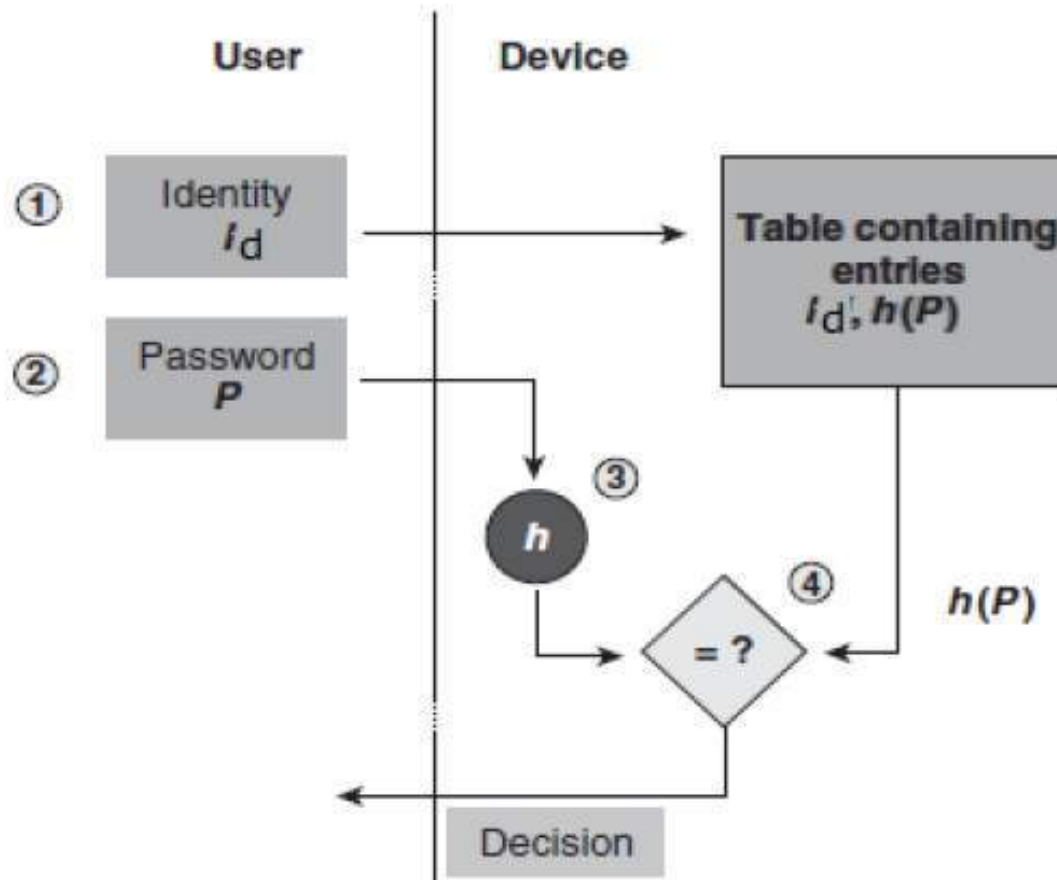 User Device
① Identity
id
Table containing
entries
id', h(P)
② Password
P
③
h
④
= ?
h(P)
Decision